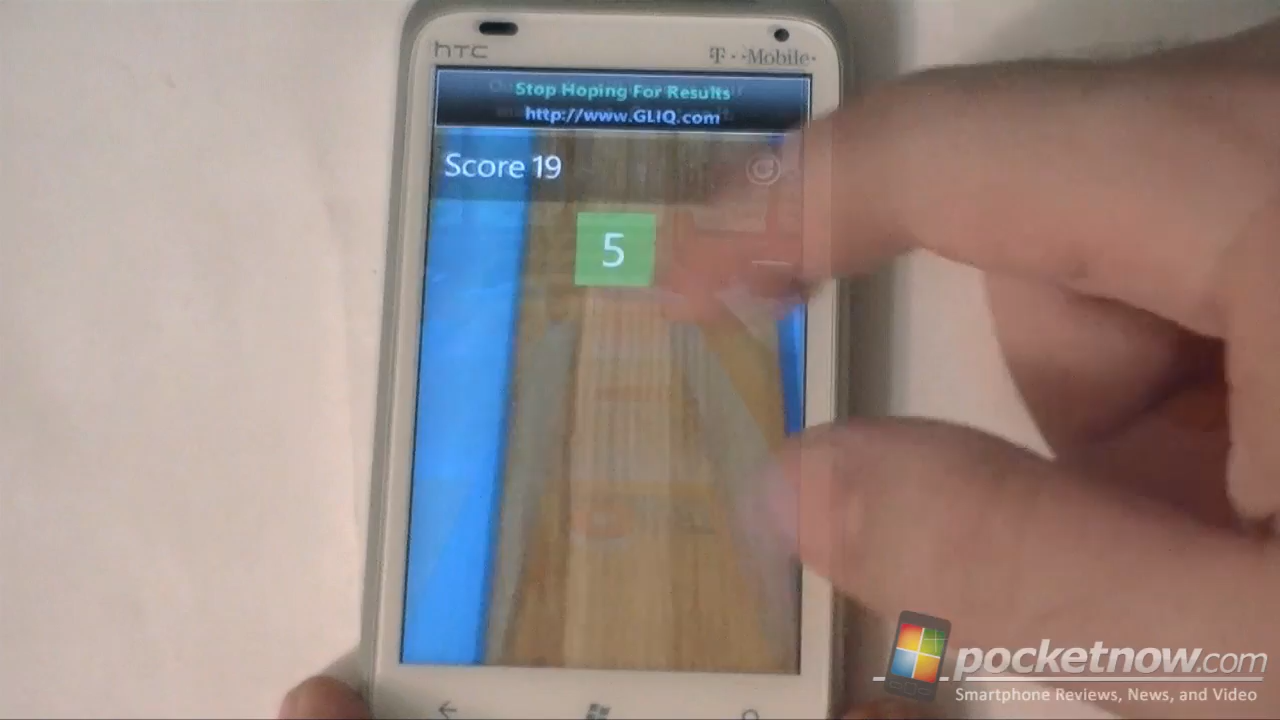 hTC
T··Mobile·
Stop Hoping For Results
http://www.GLIQ.com
Score 19
5
pocketnow.com
Smartphone Reviews, News, and Video